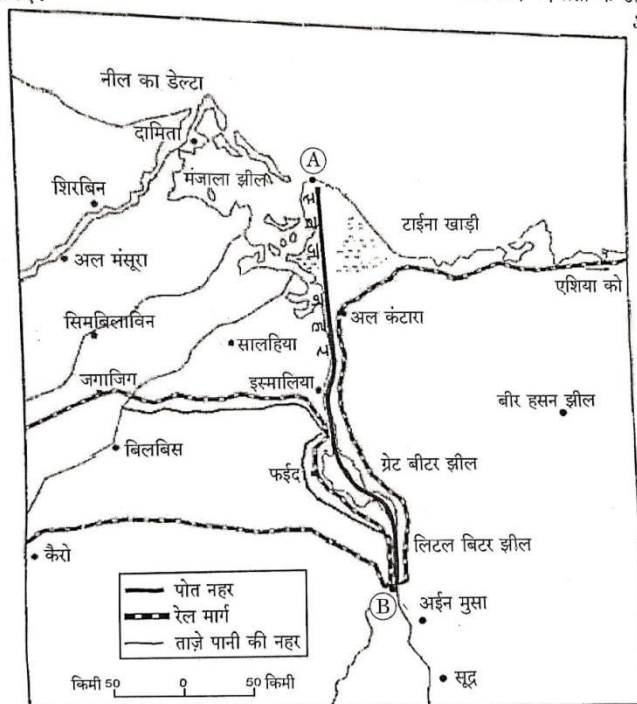 नील का डेल्टा
दामिता
Ⓐ
मंजाला झील
शिरबिन
टाईना खाड़ी
अल मंसूरा
एशिया को
अल कंटारा
सिमबिलाविन
सालहिया
जगाजिग
इस्मालिया
बीर हसन झील
बिलबिस
ग्रेट बीटर झील
फईद
लिटल बिटर झील
कैरो
Ⓑ
अईन मुसा
पोत नहर
रेल मार्ग
ताज़े पानी की नहर
सूद्र
किमी 50 0 50 किमी